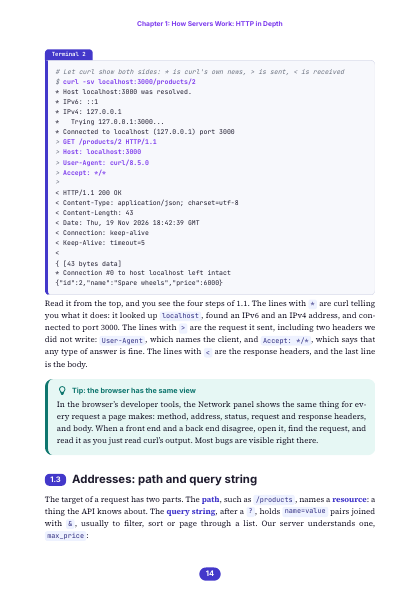 Chapter 1: How Servers Work: HTTP in Depth
Terminal 2
# Let curl show both sides: * is curl's own news, > is sent, < is received
$ curl -sv localhost:3000/products/2
* Host localhost:3000 was resolved.
* IPv6: ::1
* IPv4: 127.0.0.1
*   Trying 127.0.0.1:3000...
* Connected to localhost (127.0.0.1) port 3000
> GET /products/2 HTTP/1.1
> Host: localhost:3000
> User-Agent: curl/8.5.0
> Accept: */*
>
< HTTP/1.1 200 OK
< Content-Type: application/json; charset=utf-8
< Content-Length: 43
< Date: Thu, 19 Nov 2026 18:42:39 GMT
< Connection: keep-alive
< Keep-Alive: timeout=5
<
{ [43 bytes data]
* Connection #0 to host localhost left intact
{"id":2,"name":"Spare wheels","price":6000}
Read it from the top, and you see the four steps of 1.1. The lines with * are curl telling
you what it does: it looked up localhost, found an IPv6 and an IPv4 address, and con-
nected to port 3000. The lines with > are the request it sent, including two headers we
did not write: User-Agent, which names the client, and Accept: */*, which says that
any type of answer is fine. The lines with < are the response headers, and the last line
is the body.
Tip: the browser has the same view
In the browser's developer tools, the Network panel shows the same thing for ev-
ery request a page makes: method, address, status, request and response headers,
and body. When a front end and a back end disagree, open it, find the request, and
read it as you just read curl's output. Most bugs are visible right there.
1.3 Addresses: path and query string
The target of a request has two parts. The path, such as /products, names a resource: a
thing the API knows about. The query string, after a ?, holds name=value pairs joined
with &, usually to filter, sort or page through a list. Our server understands one,
max_price:
14